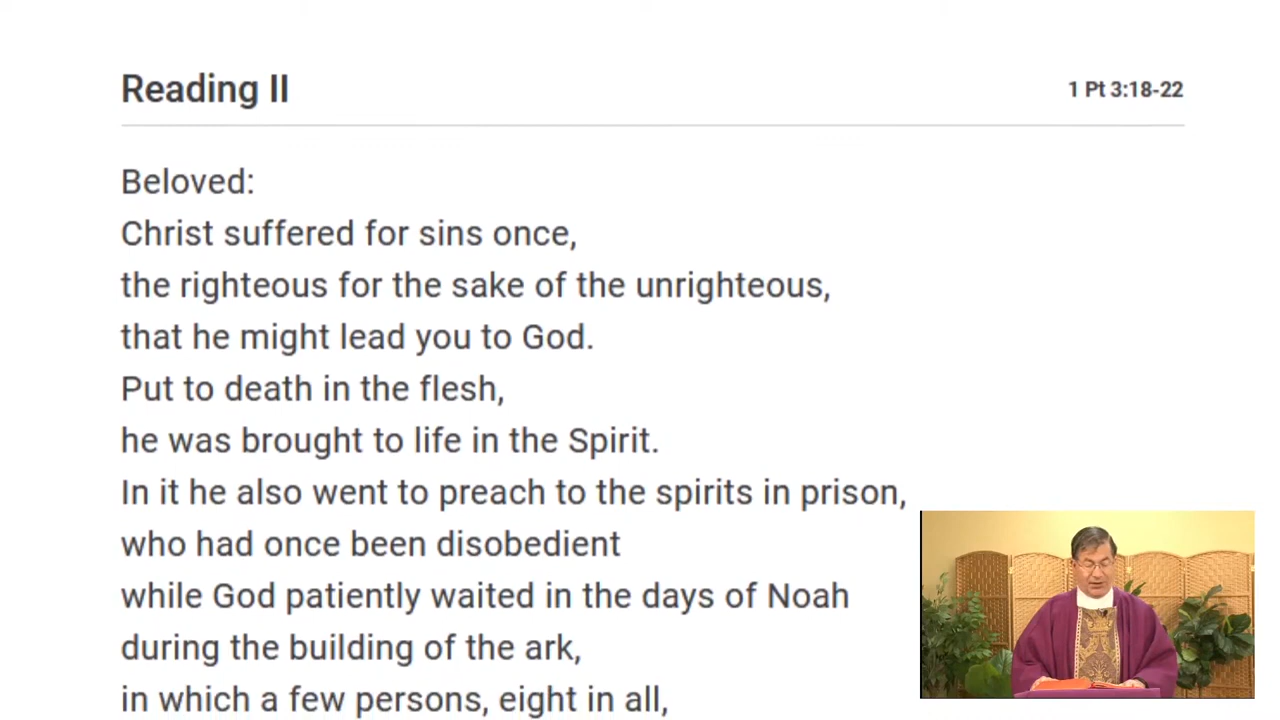 Reading II
1 Pt 3:18-22
Beloved:
Christ suffered for sins once,
the righteous for the sake of the unrighteous,
that he might lead you to God.
Put to death in the flesh,
he was brought to life in the Spirit.
In it he also went to preach to the spirits in prison,
who had once been disobedient
while God patiently waited in the days of Noah
during the building of the ark,
in which a few persons, eight in all,